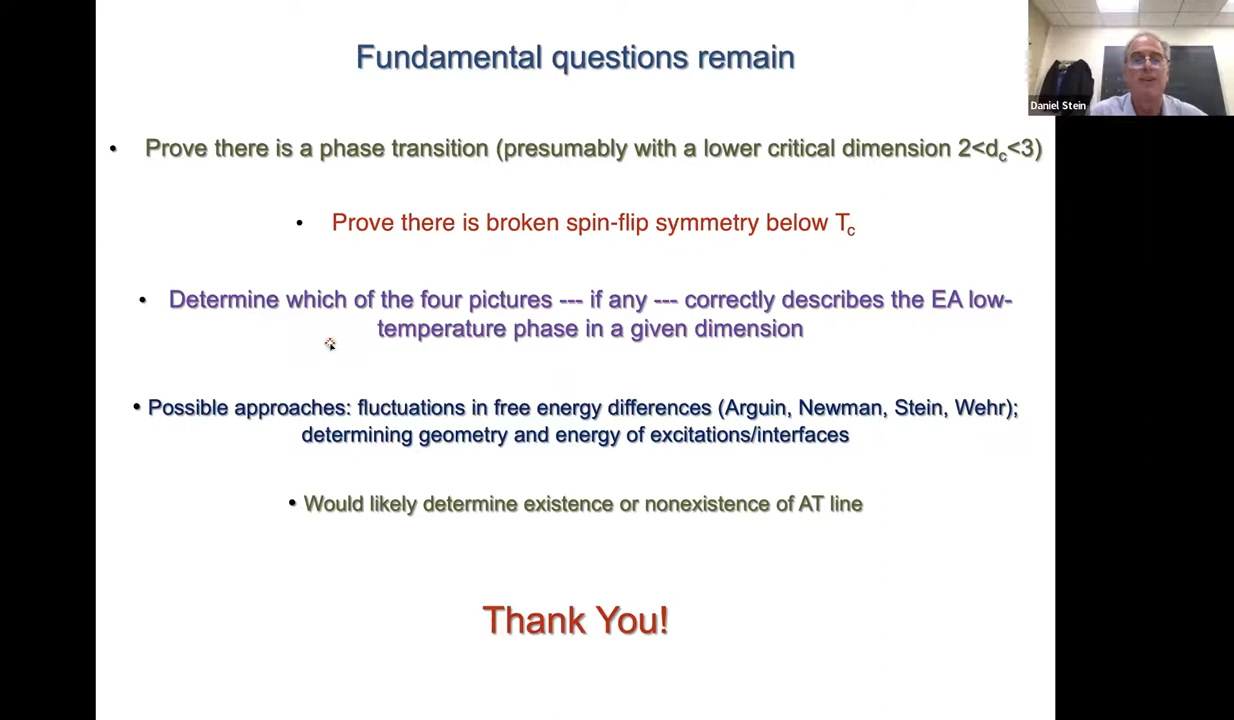 Fundamental questions remain
Daniel Stein
• Prove there is a phase transition (presumably with a lower critical dimension 2<dc<3)
• Prove there is broken spin-flip symmetry below Tc
• Determine which of the four pictures --- if any --- correctly describes the EA low-
temperature phase in a given dimension
• Possible approaches: fluctuations in free energy differences (Arguin, Newman, Stein, Wehr);
determining geometry and energy of excitations/interfaces
• Would likely determine existence or nonexistence of AT line
Thank You!